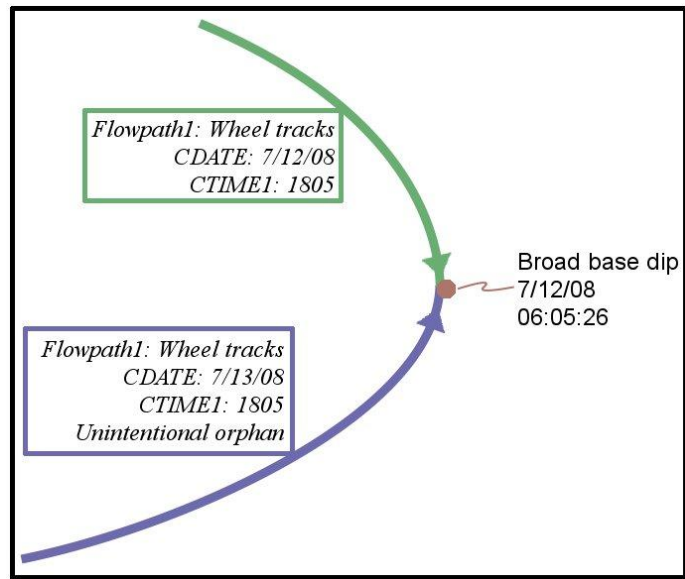 Flowpath1: Wheel tracks
CDATE: 7/12/08
CTIME1: 1805
Broad base dip
7/12/08
06:05:26
Flowpath1: Wheel tracks
CDATE: 7/13/08
CTIME1: 1805
Unintentional orphan